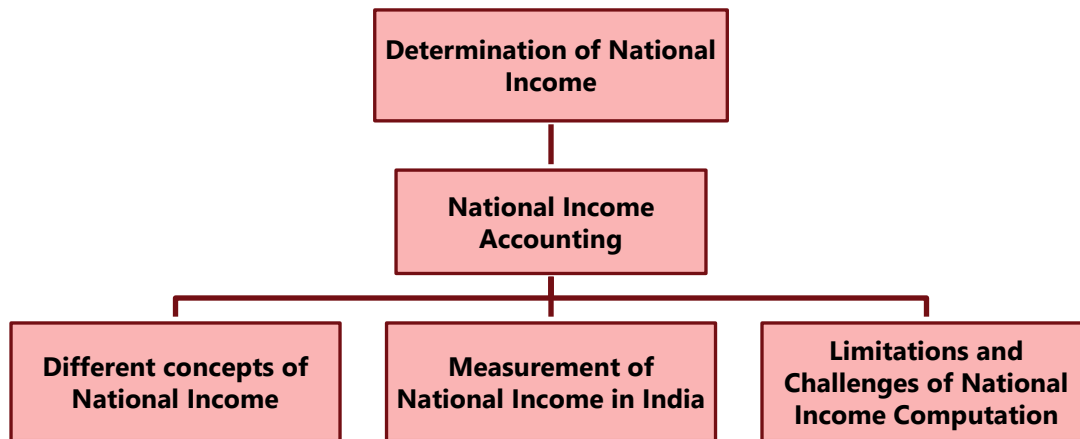 Determination of National
Income
National Income
Accounting
Different concepts of
National Income
Measurement of
National Income in India
Limitations and
Challenges of National
Income Computation